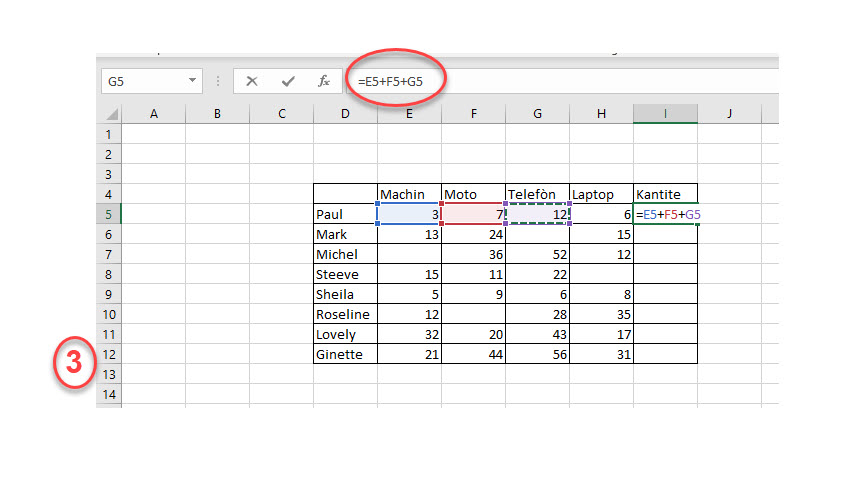 G5 fx =E5+F5+G5
A B C D E F G H I J
1
2
3
4 Machin Moto Telefòn Laptop Kantite
5 Paul 3 7 12 6 =E5+F5+G5
6 Mark 13 24 15
7 Michel 36 52 12
8 Steeve 15 11 22
9 Sheila 5 9 6 8
10 Roseline 12 28 35
11 Lovely 32 20 43 17
12 Ginette 21 44 56 31
3
13
14